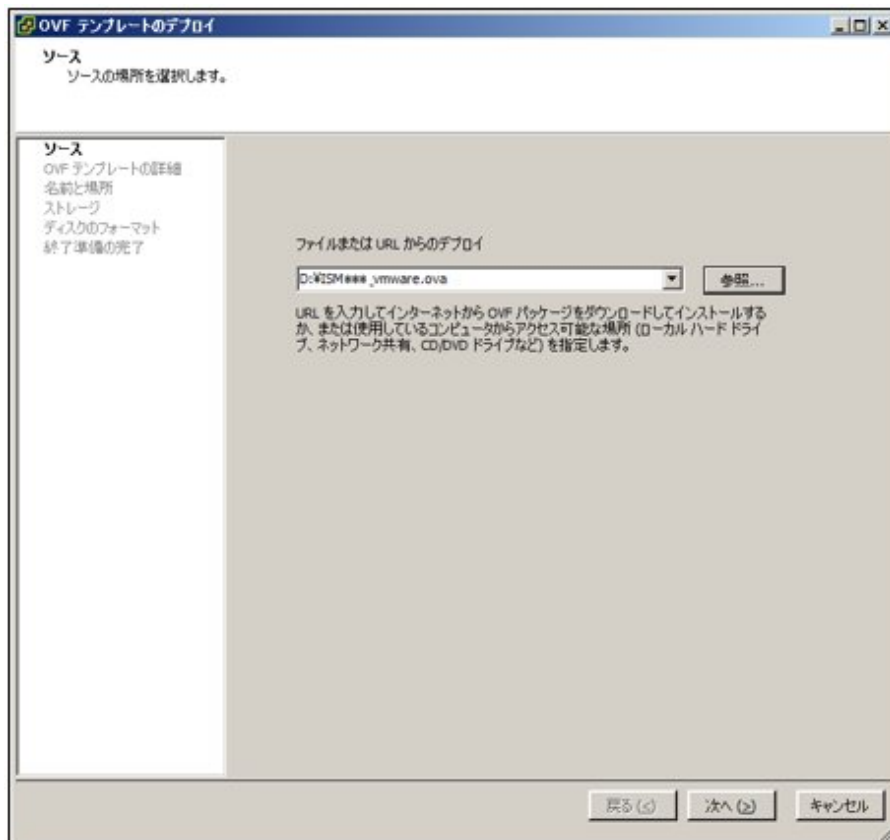 OVF テンプレートのデプロイ
ソース
ソースの場所を選択します。
ソース
OVF テンプレートの詳細
名前と場所
ストレージ
ディスクのフォーマット
終了準備の完了
ファイルまたは URL からのデプロイ
D:¥ISM***_vmware.ova
参照...
URL を入力してインターネットから OVF パッケージをダウンロードしてインストールする
か、または使用しているコンピュータからアクセス可能な場所 (ローカル ハード ドライ
ブ、ネットワーク共有、CD/DVD ドライブなど) を指定します。
戻る(≤)
次へ(≥)
キャンセル